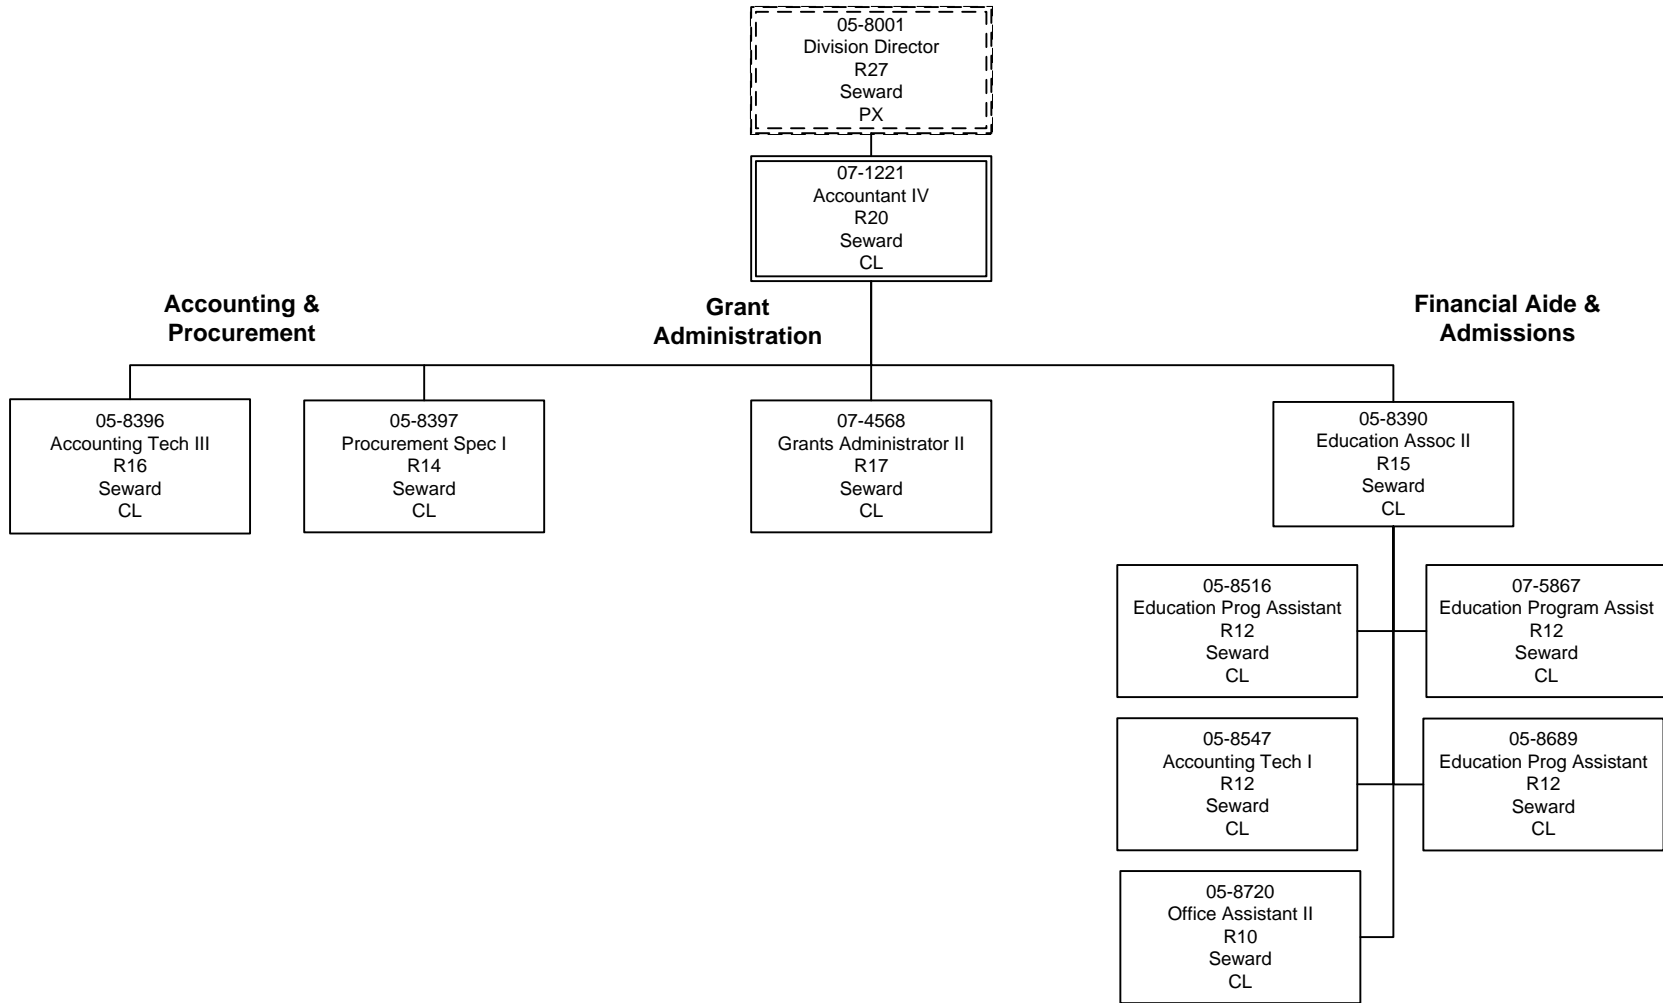 05-8001
Division Director
R27
Seward
PX
07-1221
Accountant IV
R20
Seward
CL
Accounting &
Procurement
Grant
Administration
Financial Aide &
Admissions
05-8396
Accounting Tech III
R16
Seward
CL
05-8397
Procurement Spec I
R14
Seward
CL
07-4568
Grants Administrator II
R17
Seward
CL
05-8390
Education Assoc II
R15
Seward
CL
05-8516
Education Prog Assistant
R12
Seward
CL
07-5867
Education Program Assist
R12
Seward
CL
05-8547
Accounting Tech I
R12
Seward
CL
05-8689
Education Prog Assistant
R12
Seward
CL
05-8720
Office Assistant II
R10
Seward
CL